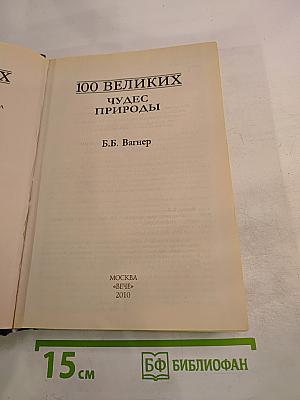 Х
100 ВЕЛИКИХ
ЧУДЕС
ПРИРОДЫ
Б.Б. Вагнер
МОСКВА
«ВЕЧЕ»
2010
15 см
БФ БИБЛИОФАН